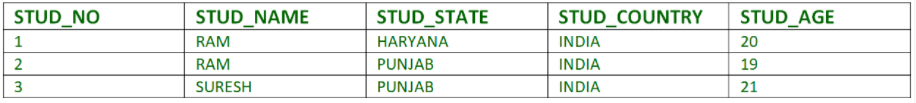 STUD_NO STUD_NAME STUD_STATE STUD_COUNTRY STUD_AGE
1 RAM HARYANA INDIA 20
2 RAM PUNJAB INDIA 19
3 SURESH PUNJAB INDIA 21